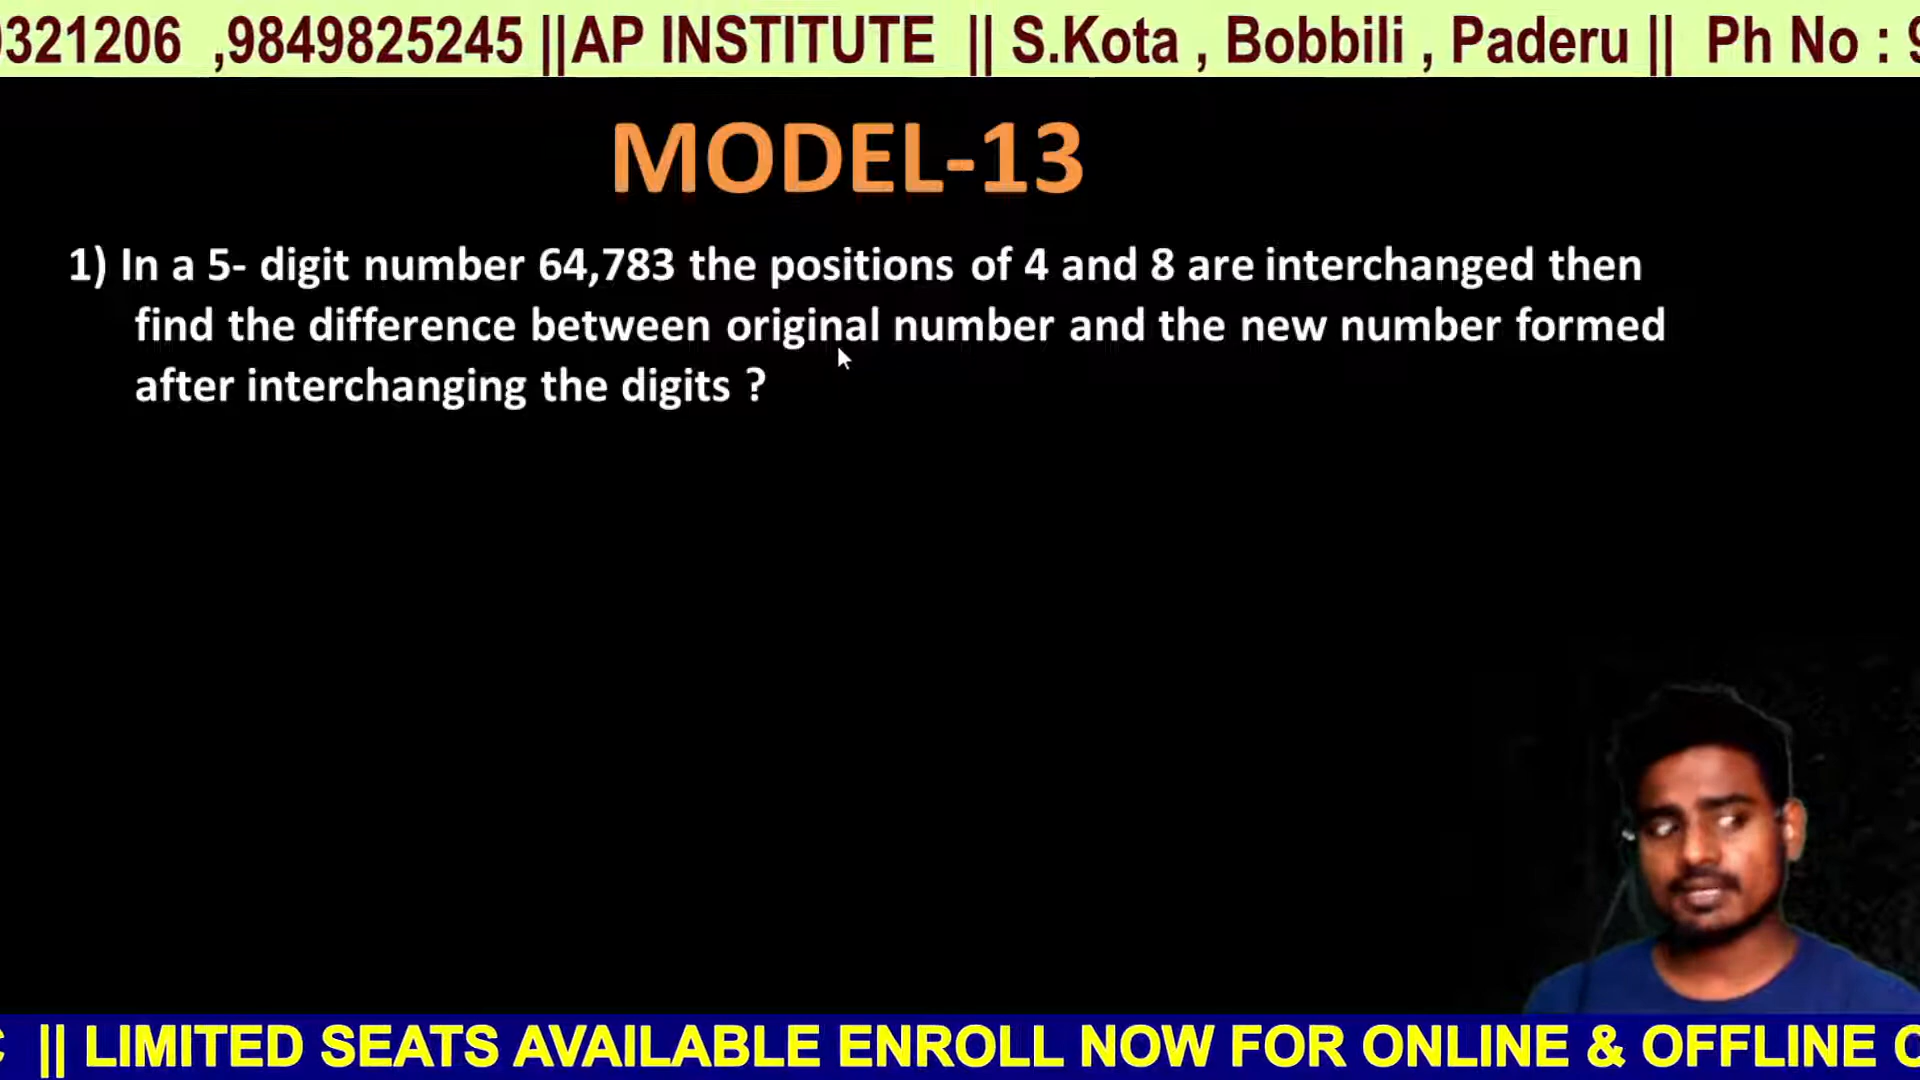 321206 ,9849825245 ||AP INSTITUTE || S.Kota , Bobbili , Paderu || Ph No : 9
MODEL-13
1) In a 5- digit number 64,783 the positions of 4 and 8 are interchanged then
find the difference between original number and the new number formed
after interchanging the digits ?
|| LIMITED SEATS AVAILABLE ENROLL NOW FOR ONLINE & OFFLINE